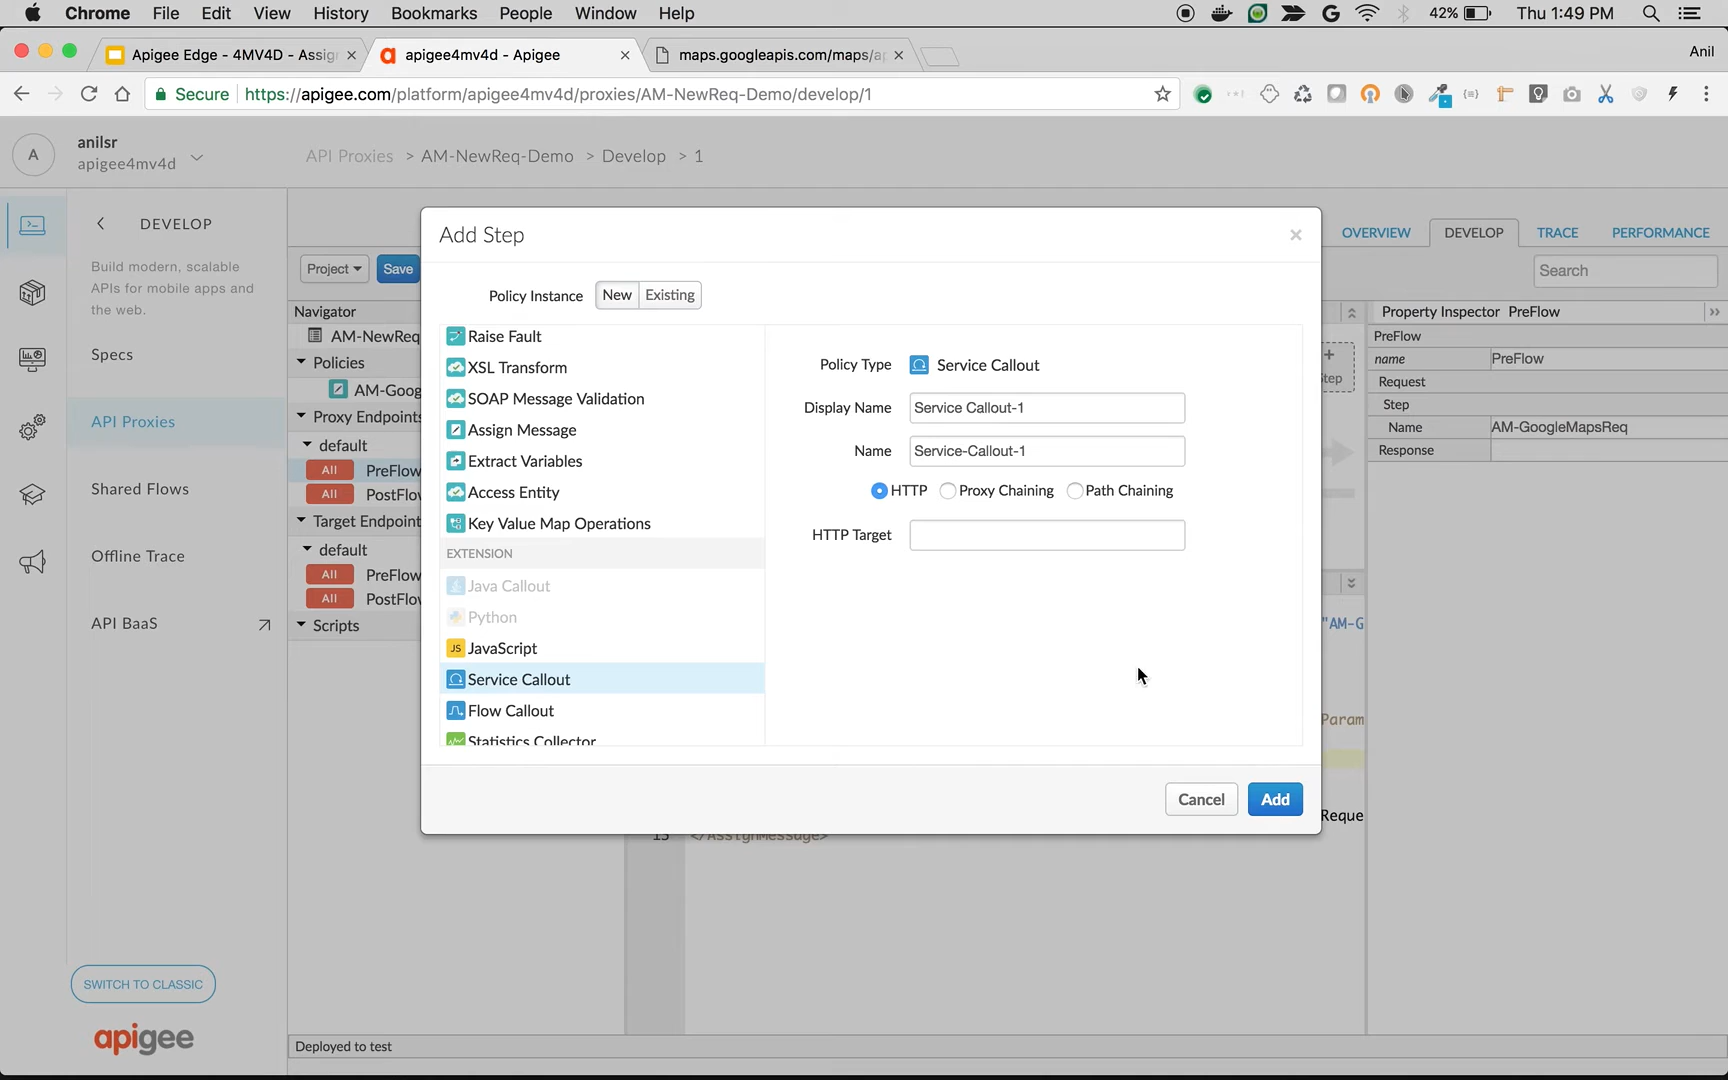 Chrome File Edit View History Bookmarks People Window Help 42% Thu 1:49 PM
Apigee Edge - 4MV4D - Assig
apigee4mv4d - Apigee
maps.googleapis.com/maps/ap
Anil
Secure https://apigee.com/platform/apigee4mv4d/proxies/AM-NewReq-Demo/develop/1
A
anilsr
apigee4mv4d
API Proxies > AM-NewReq-Demo > Develop > 1
DEVELOP
Build modern, scalable
APIs for mobile apps and
the web.
Specs
API Proxies
Shared Flows
Offline Trace
API BaaS
SWITCH TO CLASSIC
apigee
Project Save
Navigator
AM-NewReq
Policies
AM-Goog
Proxy Endpoints
default
All PreFlow
All PostFlow
Target Endpoint
default
All PreFlow
All PostFlow
Scripts
Deployed to test
Add Step ×
Policy Instance New Existing
Raise Fault
XSL Transform
SOAP Message Validation
Assign Message
Extract Variables
Access Entity
Key Value Map Operations
EXTENSION
Java Callout
Python
JS JavaScript
Service Callout
Flow Callout
Statistics Collector
Policy Type Service Callout
Display Name Service Callout-1
Name Service-Callout-1
HTTP Proxy Chaining Path Chaining
HTTP Target
Cancel Add
15 </AssignMessage>
OVERVIEW DEVELOP TRACE PERFORMANCE
Search
+
tep
"AM-G
Param
Reque
Property Inspector PreFlow
PreFlow
name PreFlow
Request
Step
Name AM-GoogleMapsReq
Response